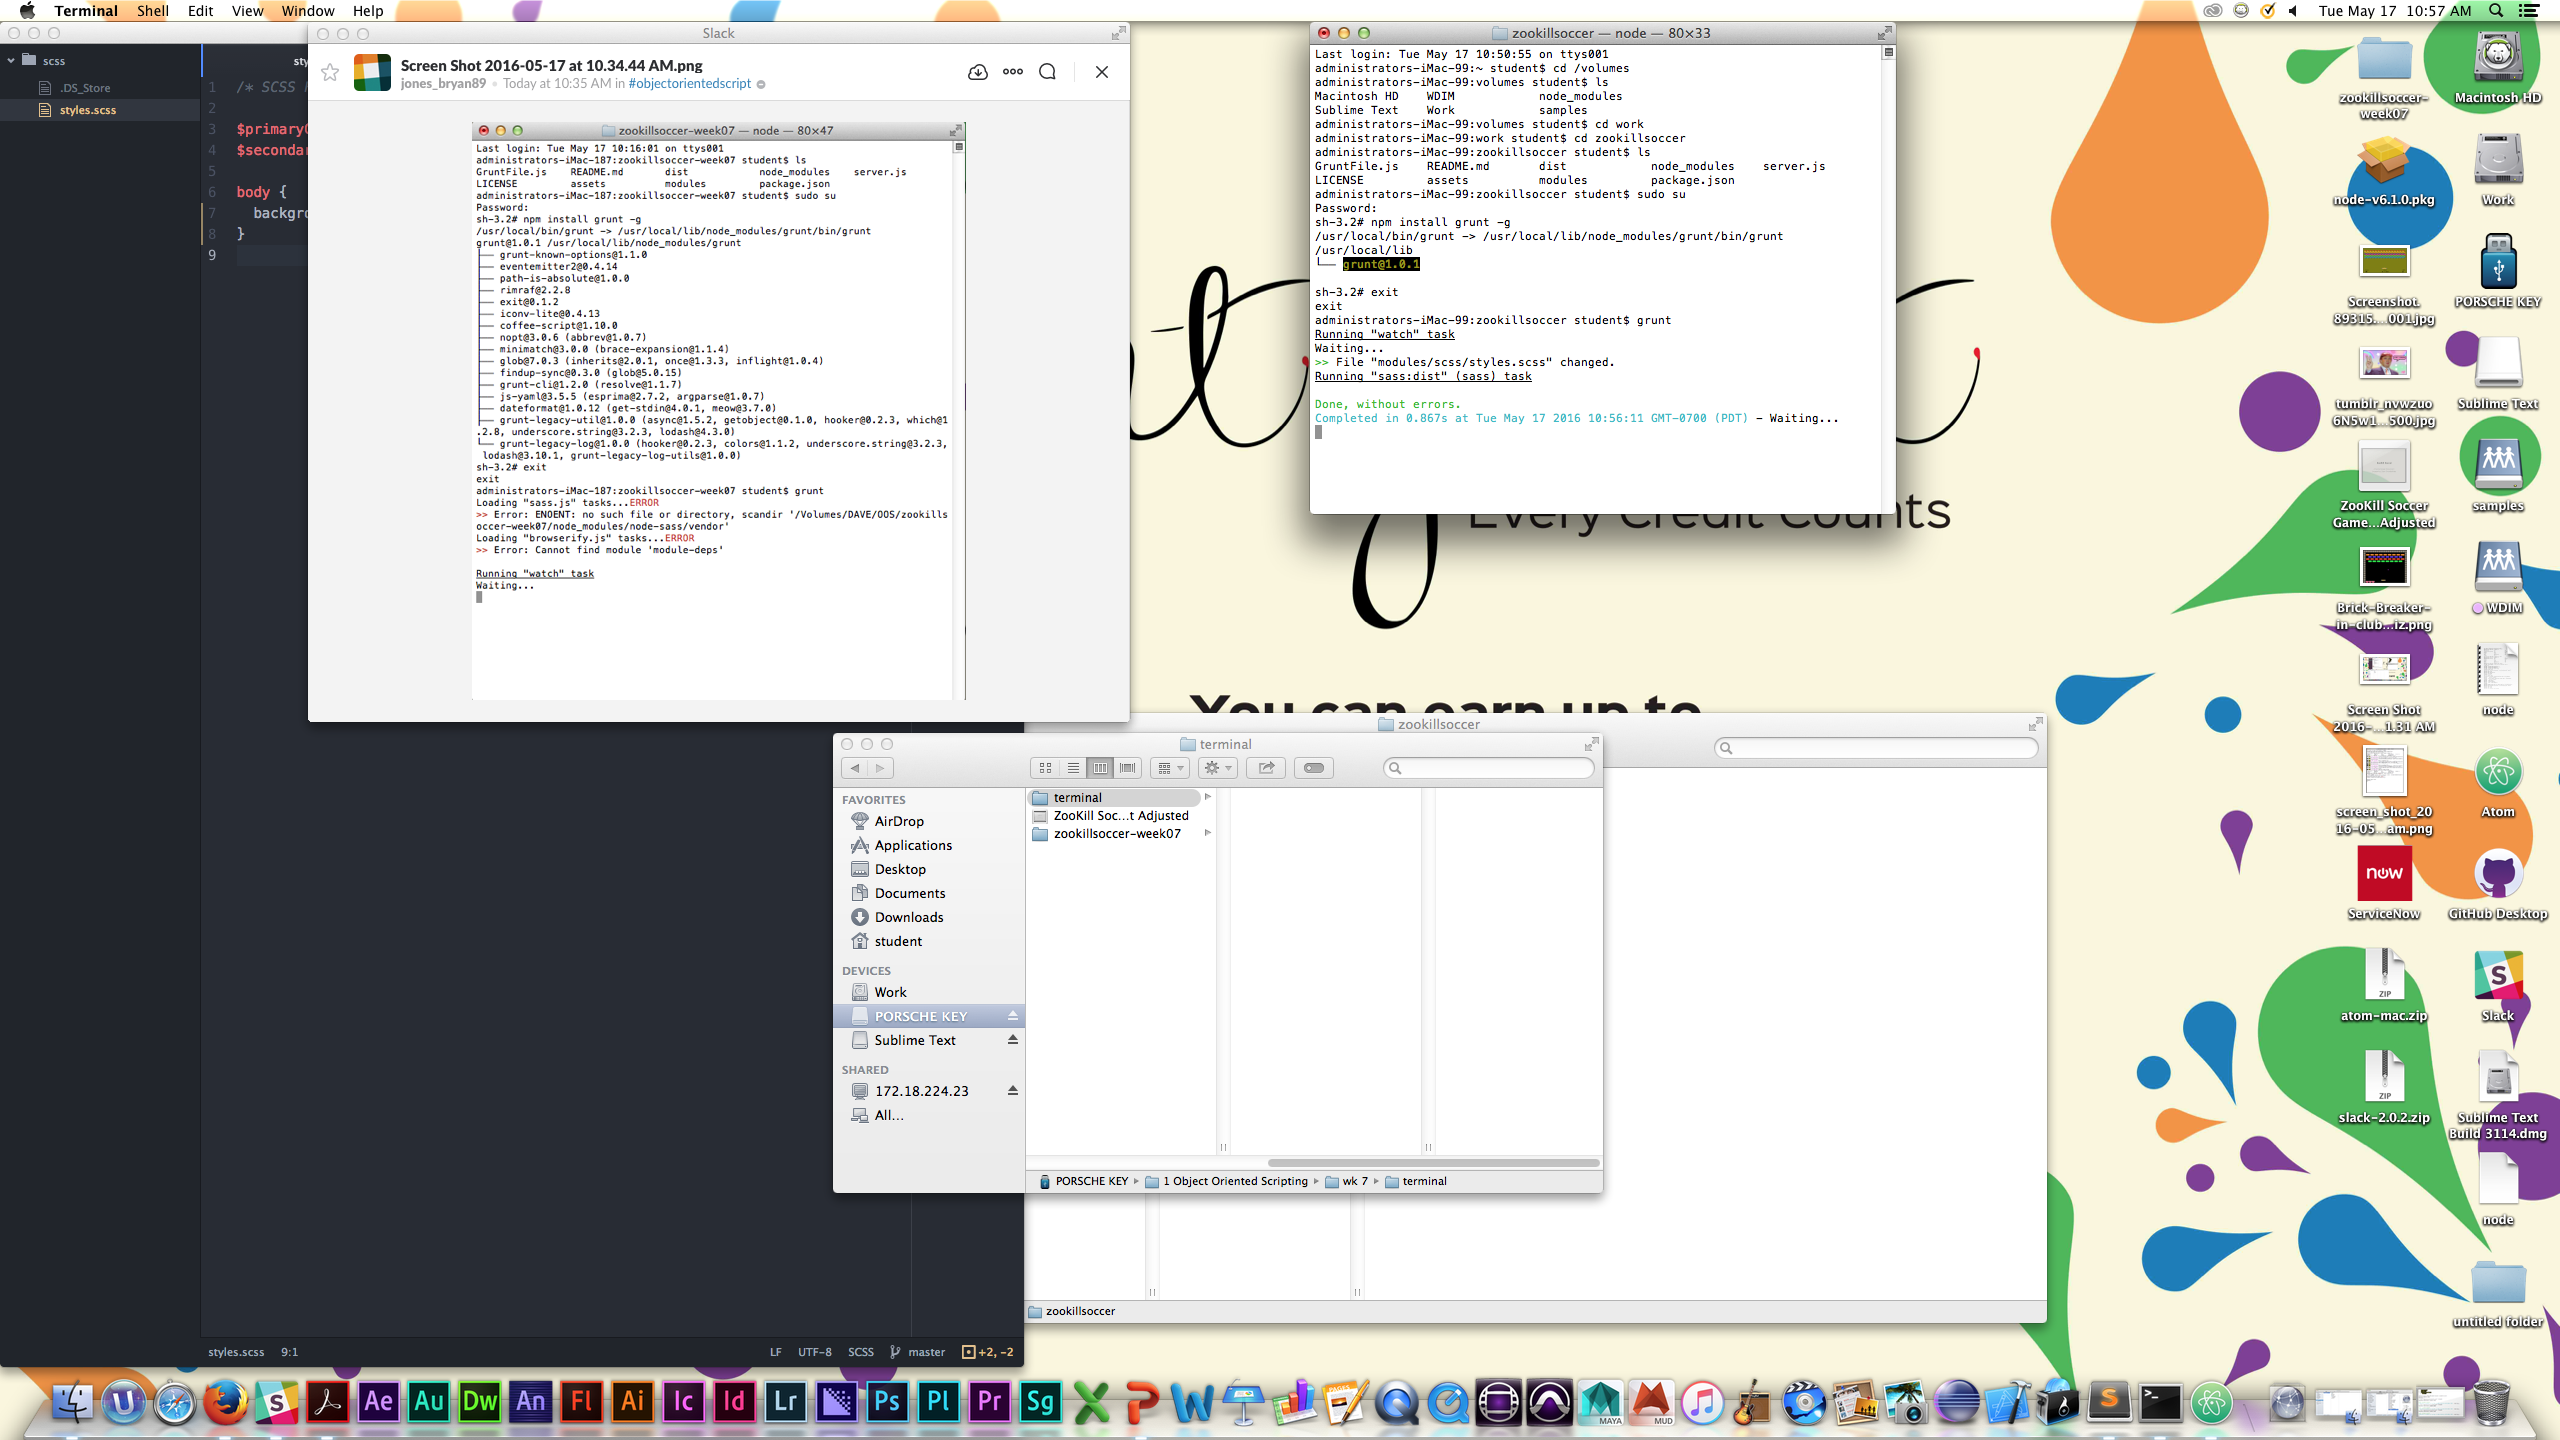 Terminal Shell Edit View Window Help
Tue May 17 10:57 AM
scss
.DS_Store
styles.scss
1 /* SCSS
2
3 $primary
4 $seconda
5
6 body {
7 backgro
8 }
9
styles.scss 9:1
LF UTF-8 SCSS master +2, -2
Slack
Screen Shot 2016-05-17 at 10.34.44 AM.png
jones_bryan89 • Today at 10:35 AM in #objectorientedscript
zookillsoccer-week07 — node — 80×47
Last login: Tue May 17 10:16:01 on ttys001
administrators-iMac-187:zookillsoccer-week07 student$ ls
GruntFile.js README.md dist node_modules server.js
LICENSE assets modules package.json
administrators-iMac-187:zookillsoccer-week07 student$ sudo su
Password:
sh-3.2# npm install grunt -g
/usr/local/bin/grunt -> /usr/local/lib/node_modules/grunt/bin/grunt
grunt@1.0.1 /usr/local/lib/node_modules/grunt
├── grunt-known-options@1.1.0
├── eventemitter2@0.4.14
├── path-is-absolute@1.0.0
├── rimraf@2.2.8
├── exit@0.1.2
├── iconv-lite@0.4.13
├── coffee-script@1.10.0
├── nopt@3.0.6 (abbrev@1.0.7)
├── minimatch@3.0.0 (brace-expansion@1.1.4)
├── glob@7.0.3 (inherits@2.0.1, once@1.3.3, inflight@1.0.4)
├── findup-sync@0.3.0 (glob@5.0.15)
├── grunt-cli@1.2.0 (resolve@1.1.7)
├── js-yaml@3.5.5 (esprima@2.7.2, argparse@1.0.7)
├── dateformat@1.0.12 (get-stdin@4.0.1, meow@3.7.0)
├── grunt-legacy-util@1.0.0 (async@1.5.2, getobject@0.1.0, hooker@0.2.3, which@1
.2.8, underscore.string@3.2.3, lodash@4.3.0)
└── grunt-legacy-log@1.0.0 (hooker@0.2.3, colors@1.1.2, underscore.string@3.2.3,
lodash@3.10.1, grunt-legacy-log-utils@1.0.0)
sh-3.2# exit
exit
administrators-iMac-187:zookillsoccer-week07 student$ grunt
Loading "sass.js" tasks...ERROR
>> Error: ENOENT: no such file or directory, scandir '/Volumes/DAVE/OOS/zookills
occer-week07/node_modules/node-sass/vendor'
Loading "browserify.js" tasks...ERROR
>> Error: Cannot find module 'module-deps'
Running "watch" task
Waiting...
zookillsoccer — node — 80×33
Last login: Tue May 17 10:50:55 on ttys001
administrators-iMac-99:~ student$ cd /volumes
administrators-iMac-99:volumes student$ ls
Macintosh HD WDIM node_modules
Sublime Text Work samples
administrators-iMac-99:volumes student$ cd work
administrators-iMac-99:work student$ cd zookillsoccer
administrators-iMac-99:zookillsoccer student$ ls
GruntFile.js README.md dist node_modules server.js
LICENSE assets modules package.json
administrators-iMac-99:zookillsoccer student$ sudo su
Password:
sh-3.2# npm install grunt -g
/usr/local/bin/grunt -> /usr/local/lib/node_modules/grunt/bin/grunt
/usr/local/lib
└── grunt@1.0.1
sh-3.2# exit
exit
administrators-iMac-99:zookillsoccer student$ grunt
Running "watch" task
Waiting...
>> File "modules/scss/styles.scss" changed.
Running "sass:dist" (sass) task
Done, without errors.
Completed in 0.867s at Tue May 17 2016 10:56:11 GMT-0700 (PDT) - Waiting...
Every Credit Counts
You can earn up to
zookillsoccer
terminal
FAVORITES
AirDrop
Applications
Desktop
Documents
Downloads
student
DEVICES
Work
PORSCHE KEY
Sublime Text
SHARED
172.18.224.23
All...
terminal
ZooKill Soc...t Adjusted
zookillsoccer-week07
PORSCHE KEY ▸ 1 Object Oriented Scripting ▸ wk 7 ▸ terminal
zookillsoccer
zookillsoccer-
week07
Macintosh HD
node-v6.1.0.pkg
Work
Screenshot.
89315....001.jpg
PORSCHE KEY
tumblr_nvwzuo
6N5w1...500.jpg
Sublime Text
ZooKill Soccer
Game...Adjusted
samples
Brick-Breaker-
in-club...iz.png
WDIM
Screen Shot
2016-...1.31 AM
node
screen_shot_20
16-05...am.png
Atom
now
ServiceNow
GitHub Desktop
ZIP
atom-mac.zip
Slack
ZIP
slack-2.0.2.zip
Sublime Text
Build 3114.dmg
node
untitled folder
Ae Au Dw An Fl Ai Ic Id Lr Ps Pl Pr Sg
MAYA MUD